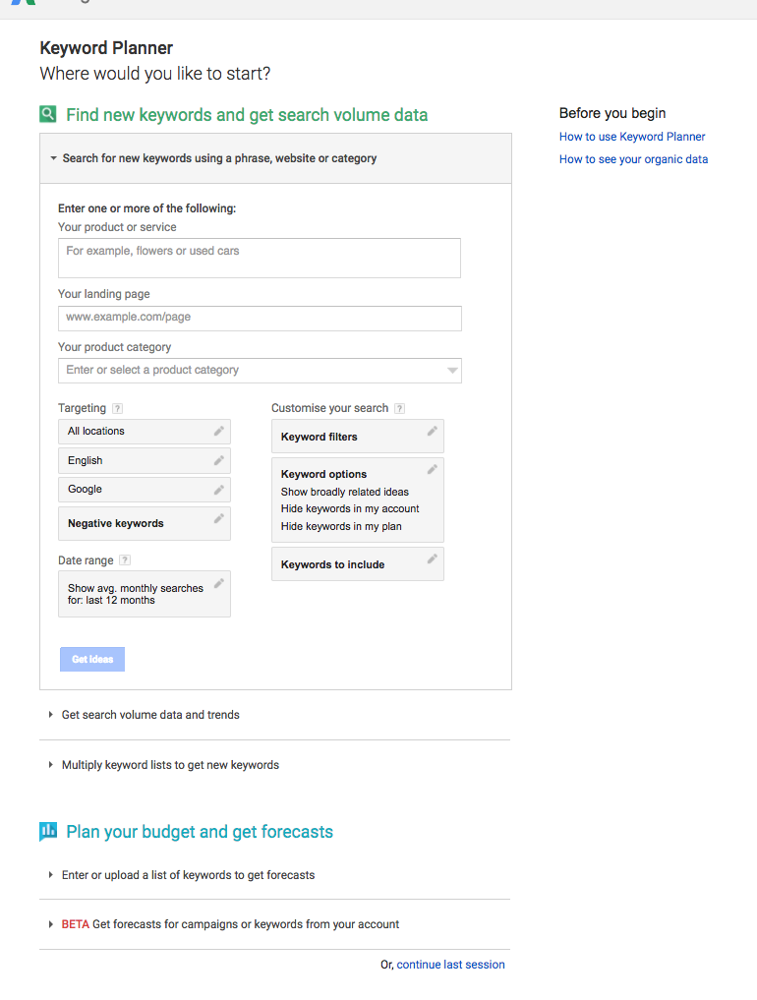 Keyword Planner
Where would you like to start?
Find new keywords and get search volume data
Search for new keywords using a phrase, website or category
Enter one or more of the following:
Your product or service
For example, flowers or used cars
Your landing page
www.example.com/page
Your product category
Enter or select a product category
Targeting ?
All locations
English
Google
Negative keywords
Date range ?
Show avg. monthly searches
for: last 12 months
Customise your search ?
Keyword filters
Keyword options
Show broadly related ideas
Hide keywords in my account
Hide keywords in my plan
Keywords to include
Get Ideas
Get search volume data and trends
Multiply keyword lists to get new keywords
Plan your budget and get forecasts
Enter or upload a list of keywords to get forecasts
BETA Get forecasts for campaigns or keywords from your account
Or, continue last session
Before you begin
How to use Keyword Planner
How to see your organic data